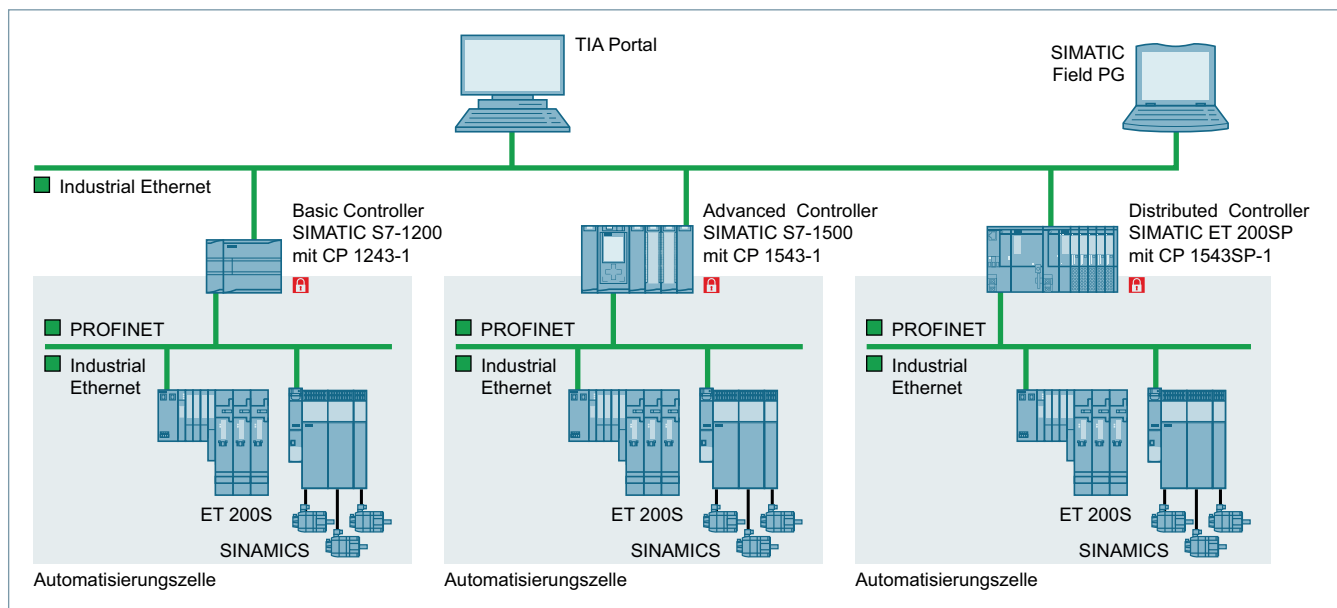 TIA Portal
SIMATIC
Field PG
Industrial Ethernet
Basic Controller
SIMATIC S7-1200
mit CP 1243-1
Advanced Controller
SIMATIC S7-1500
mit CP 1543-1
Distributed Controller
SIMATIC ET 200SP
mit CP 1543SP-1
PROFINET
Industrial
Ethernet
ET 200S
SINAMICS
Automatisierungszelle
PROFINET
Industrial
Ethernet
ET 200S
SINAMICS
Automatisierungszelle
PROFINET
Industrial
Ethernet
ET 200S
SINAMICS
Automatisierungszelle